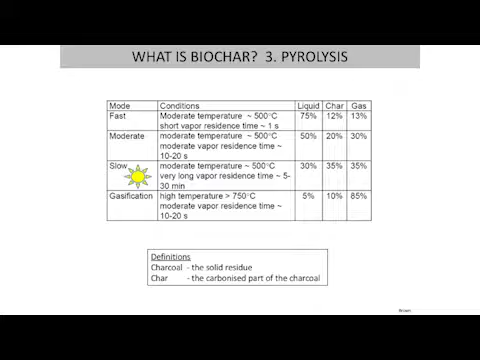 WHAT IS BIOCHAR? 3. PYROLYSIS
Mode Conditions Liquid Char Gas
Fast Moderate temperature ~ 500°C 75% 12% 13%
short vapor residence time ~ 1 s
Moderate moderate temperature ~ 500°C 50% 20% 30%
moderate vapor residence time ~
10-20 s
Slow moderate temperature ~ 500°C 30% 35% 35%
very long vapor residence time ~ 5-
30 min
Gasification high temperature > 750°C 5% 10% 85%
moderate vapor residence time ~
10-20 s
Definitions
Charcoal - the solid residue
Char - the carbonised part of the charcoal
Brown